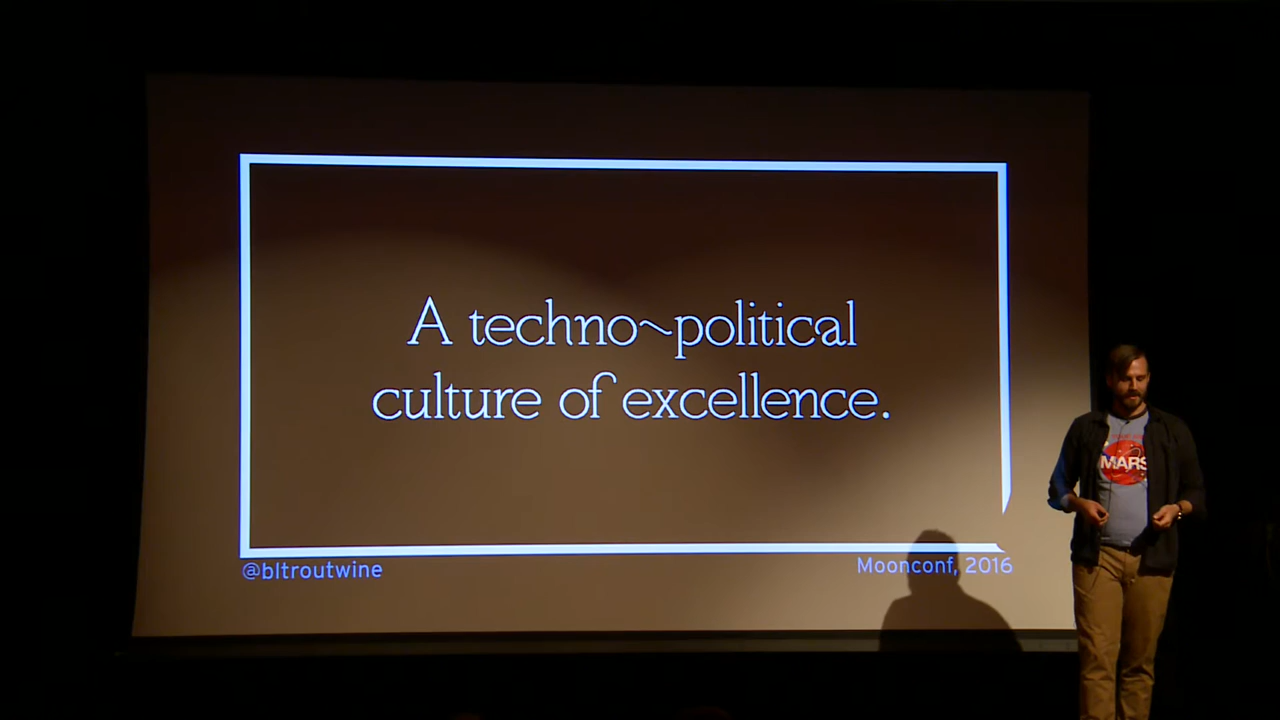 A techno~political
culture of excellence.
@bltroutwine
Moonconf, 2016
MARS